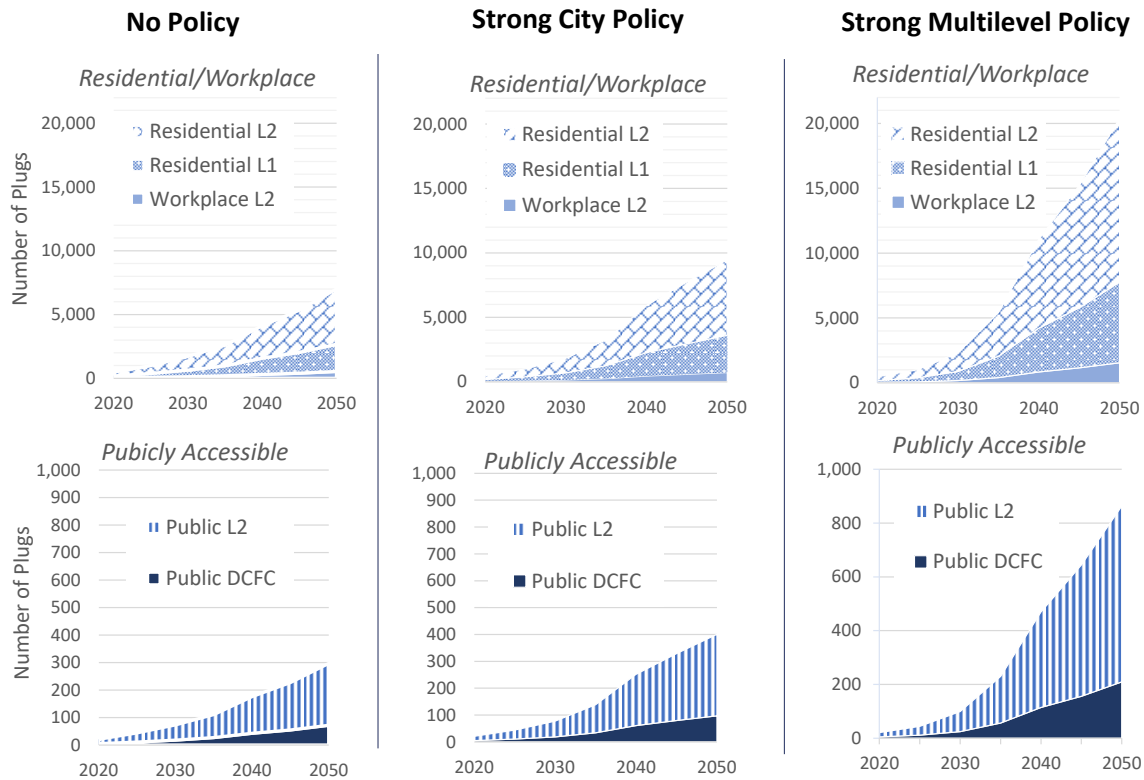 No Policy
Strong City Policy
Strong Multilevel Policy
Residential/Workplace
20,000
15,000
10,000
5,000
0
Number of Plugs
Residential L2
Residential L1
Workplace L2
2020 2030 2040 2050
Residential/Workplace
20,000
15,000
10,000
5,000
0
Residential L2
Residential L1
Workplace L2
2020 2030 2040 2050
Residential/Workplace
20,000
15,000
10,000
5,000
0
Residential L2
Residential L1
Workplace L2
2020 2030 2040 2050
Pubicly Accessible
1,000
900
800
700
600
500
400
300
200
100
0
Number of Plugs
Public L2
Public DCFC
2020 2030 2040 2050
Publicly Accessible
1,000
900
800
700
600
500
400
300
200
100
0
Public L2
Public DCFC
2020 2030 2040 2050
Publicly Accessible
1,000
800
600
400
200
0
Public L2
Public DCFC
2020 2030 2040 2050